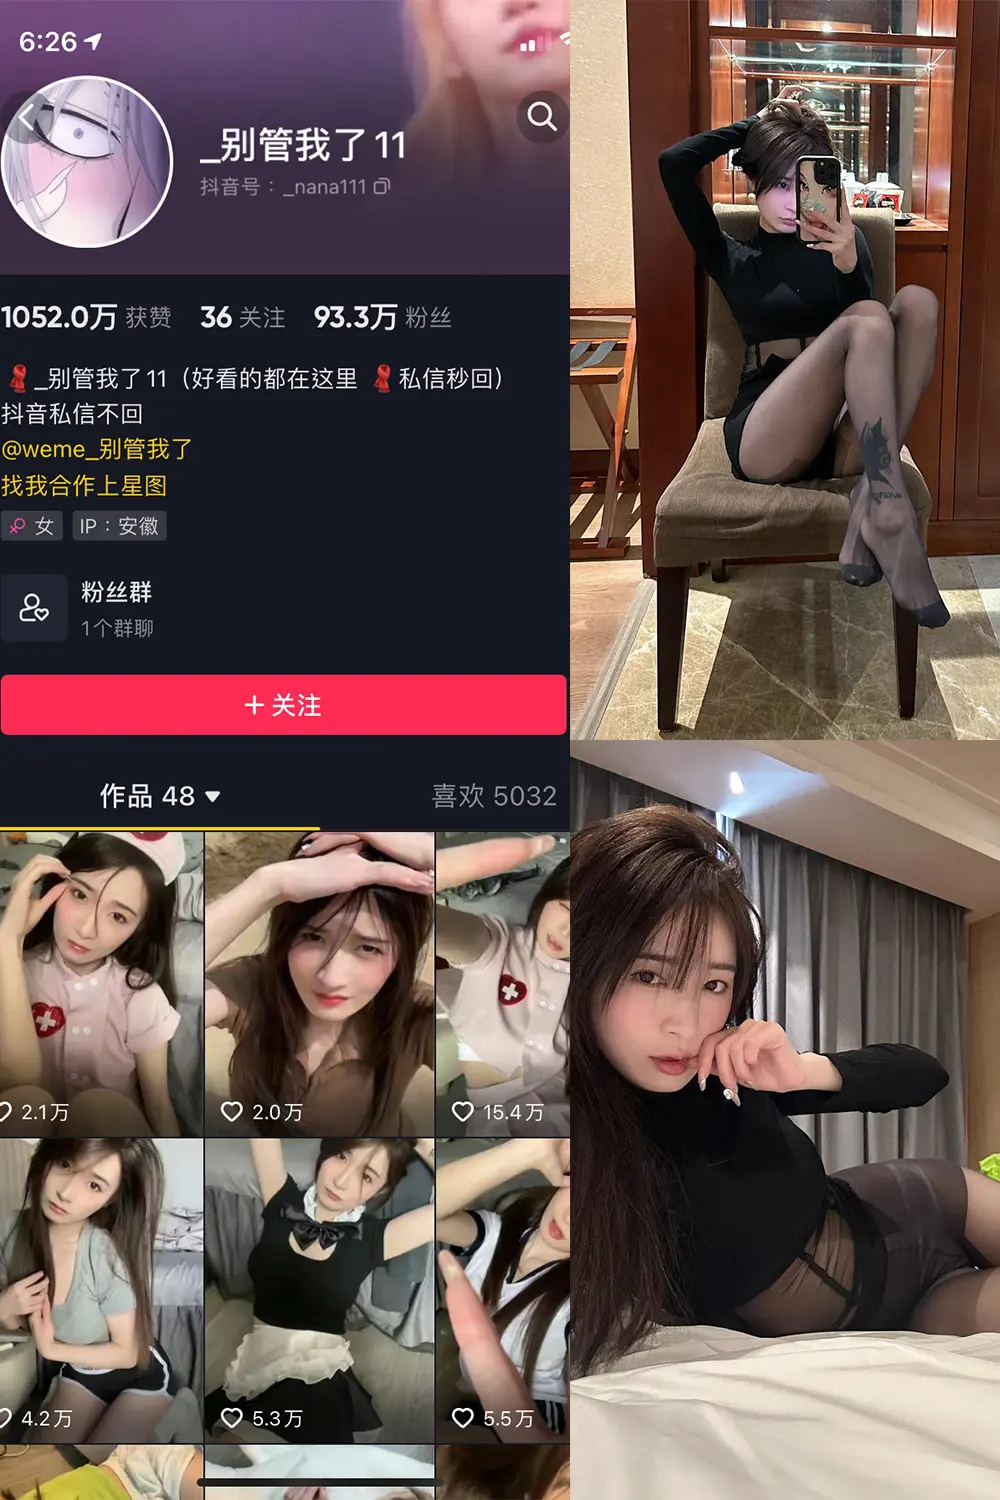 6:26
_别管我了 11
抖音号：_nana111
1052.0万 获赞 36 关注 93.3万 粉丝
_别管我了 11（好看的都在这里 私信秒回）
抖音私信不回
@weme_别管我了
找我合作上星图
女 IP：安徽
粉丝群
1个群聊
+ 关注
作品 48 喜欢 5032
2.1万 2.0万 15.4万
4.2万 5.3万 5.5万